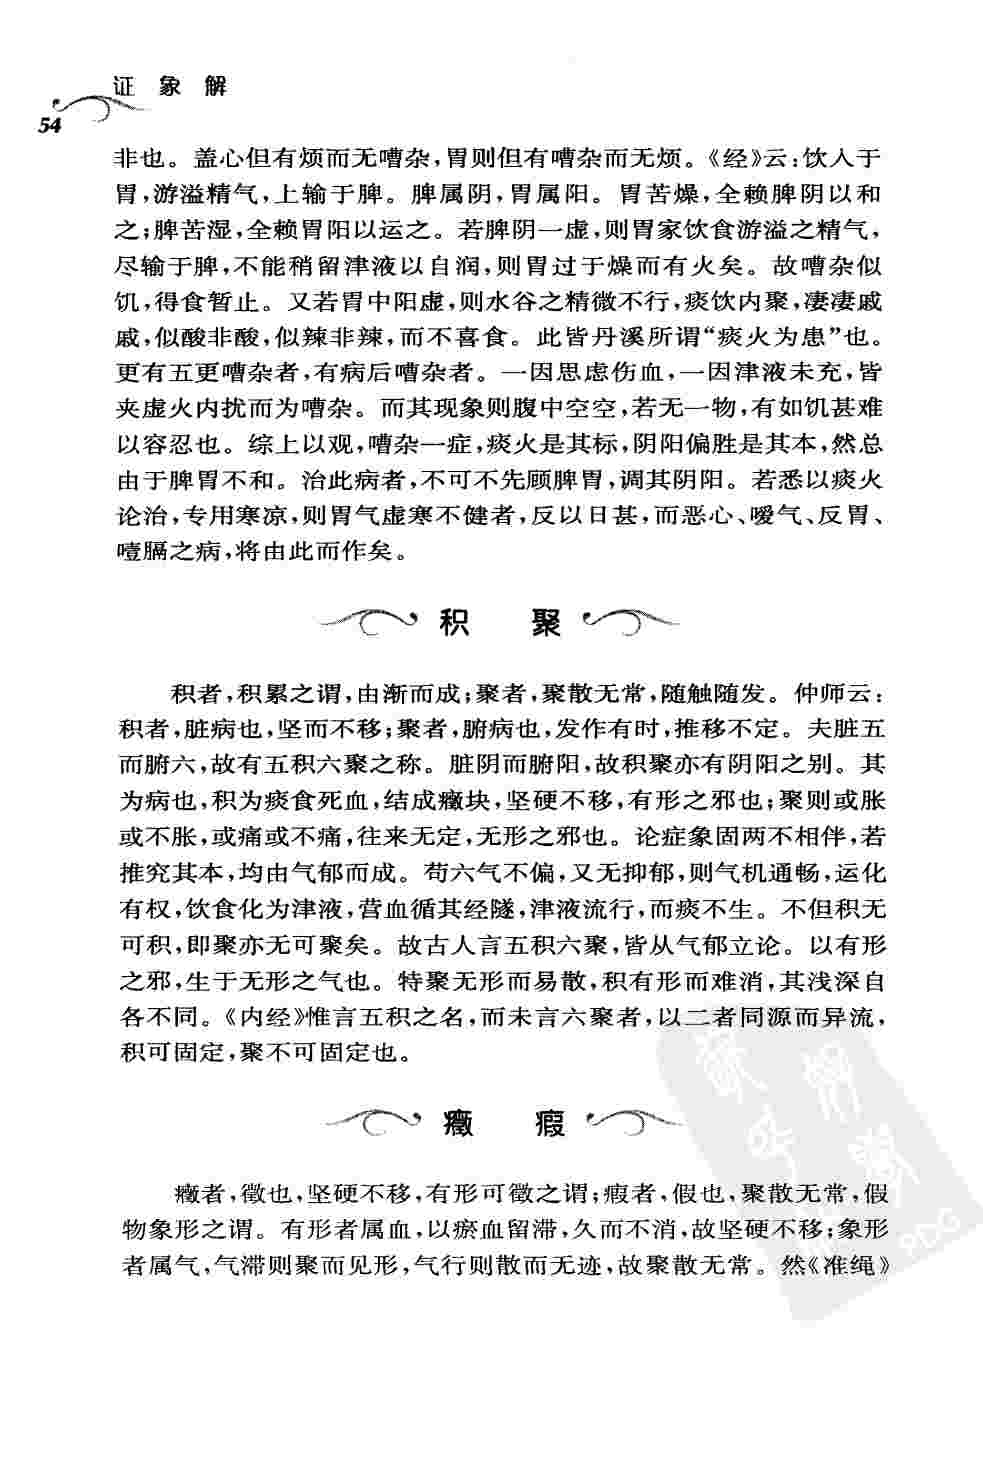 证象解
54
非也。盖心但有烦而无嘈杂,胃则但有嘈杂而无烦。《经》云:饮入于
胃,游溢精气,上输于脾。脾属阴,胃属阳。胃苦燥,全赖脾阴以和
之;脾苦湿,全赖胃阳以运之。若脾阴一虚,则胃家饮食游溢之精气,
尽输于脾,不能稍留津液以自润,则胃过于燥而有火矣。故嘈杂似
饥,得食暂止。又若胃中阳虚,则水谷之精微不行,痰饮内聚,凄凄戚
戚,似酸非酸,似辣非辣,而不喜食。此皆丹溪所谓“痰火为患”也。
更有五更嘈杂者,有病后嘈杂者。一因思虑伤血,一因津液未充,皆
夹虚火内扰而为嘈杂。而其现象则腹中空空,若无一物,有如饥甚难
以容忍也。综上以观,嘈杂一症,痰火是其标,阴阳偏胜是其本,然总
由于脾胃不和。治此病者,不可不先顾脾胃,调其阴阳。若悉以痰火
论治,专用寒凉,则胃气虚寒不健者,反以日甚,而恶心、嗳气、反胃、
噎膈之病,将由此而作矣。
积 聚
积者,积累之谓,由渐而成;聚者,聚散无常,随触随发。仲师云:
积者,脏病也,坚而不移;聚者,腑病也,发作有时,推移不定。夫脏五
而腑六,故有五积六聚之称。脏阴而腑阳,故积聚亦有阴阳之别。其
为病也,积为痰食死血,结成癥块,坚硬不移,有形之邪也;聚则或胀
或不胀,或痛或不痛,往来无定,无形之邪也。论症象固两不相伴,若
推究其本,均由气郁而成。苟六气不偏,又无抑郁,则气机通畅,运化
有权,饮食化为津液,营血循其经隧,津液流行,而痰不生。不但积无
可积,即聚亦无可聚矣。故古人言五积六聚,皆从气郁立论。以有形
之邪,生于无形之气也。特聚无形而易散,积有形而难消,其浅深自
各不同。《内经》惟言五积之名,而未言六聚者,以二者同源而异流,
积可固定,聚不可固定也。
癥 瘕
癥者,徵也,坚硬不移,有形可徵之谓;瘕者,假也,聚散无常,假
物象形之谓。有形者属血,以瘀血留滞,久而不消,故坚硬不移;象形
者属气,气滞则聚而见形,气行则散而无迹,故聚散无常。然《准绳》
PDG